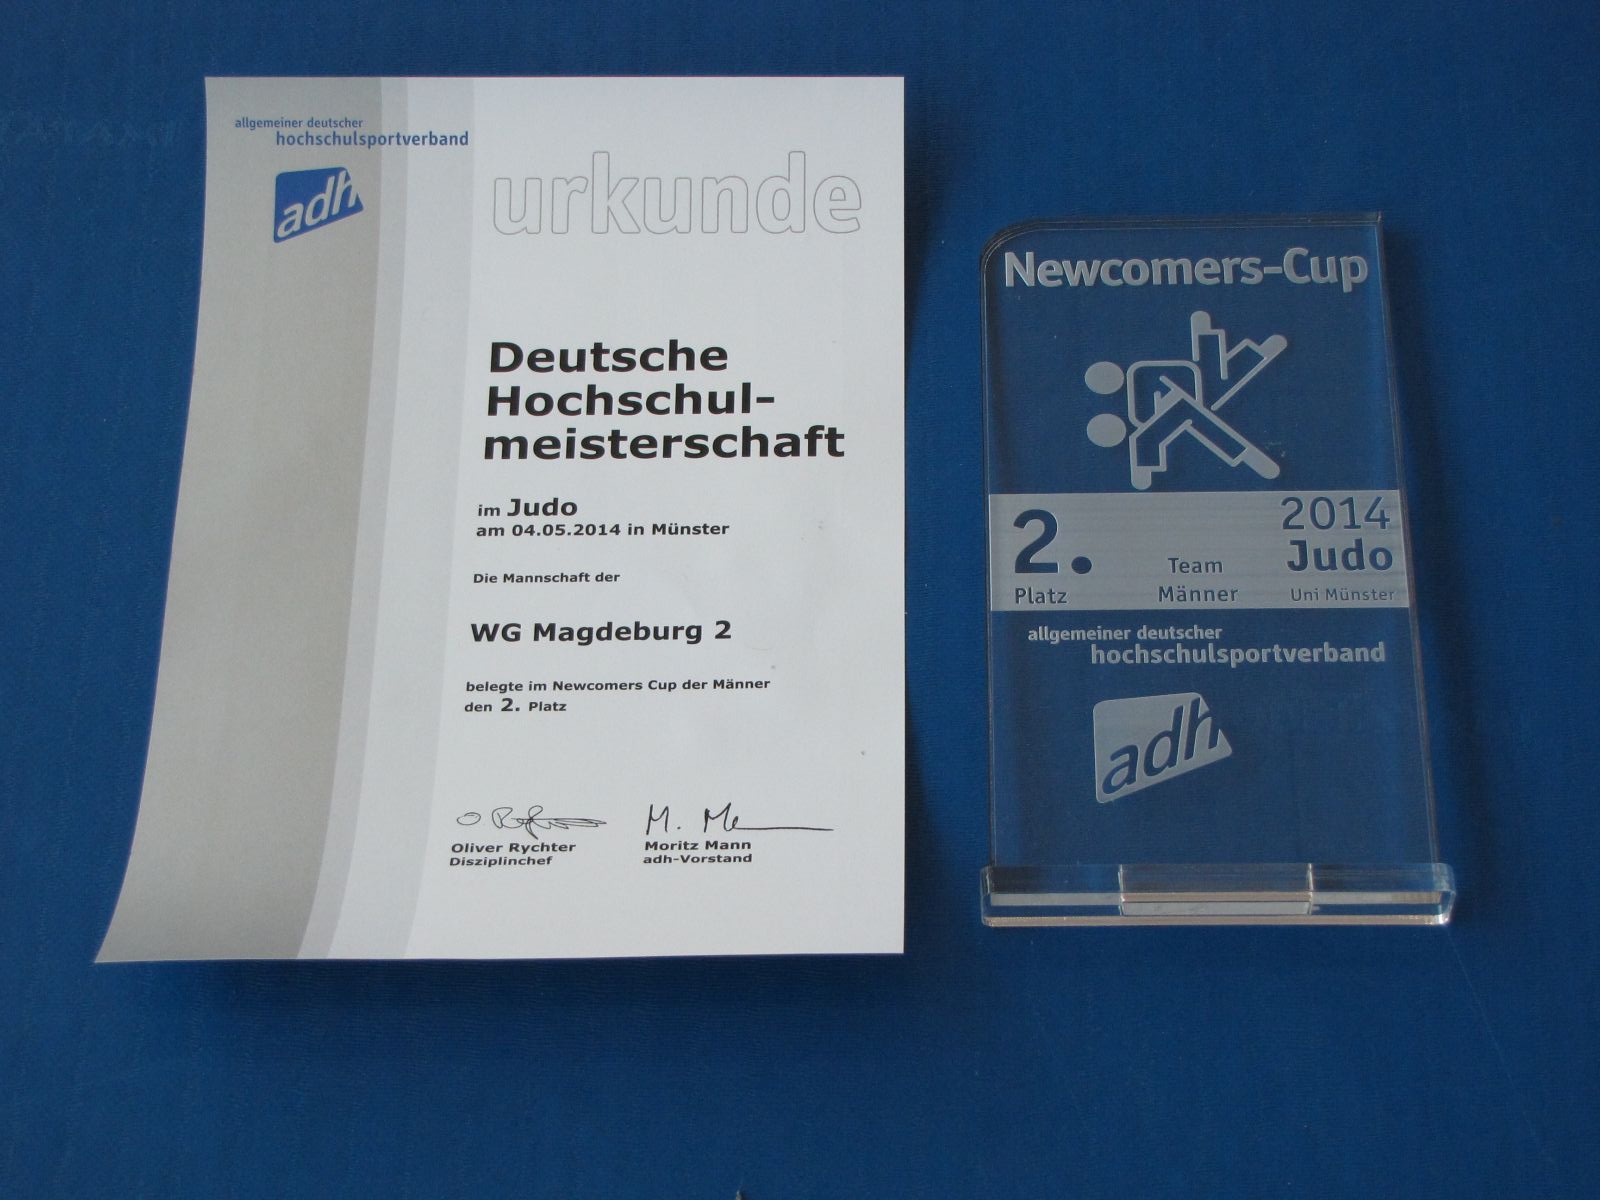 allgemeiner deutscher
hochschulsportverband
adh
urkunde
Deutsche
Hochschul-
meisterschaft
im Judo
am 04.05.2014 in Münster
Die Mannschaft der
WG Magdeburg 2
belegte im Newcomers Cup der Männer
den 2. Platz
Oliver Rychter
Disziplinchef
M. Me
Moritz Mann
adh-Vorstand
Newcomers-Cup
2.
Platz
Team
Männer
2014
Judo
Uni Münster
allgemeiner deutscher
hochschulsportverband
adh